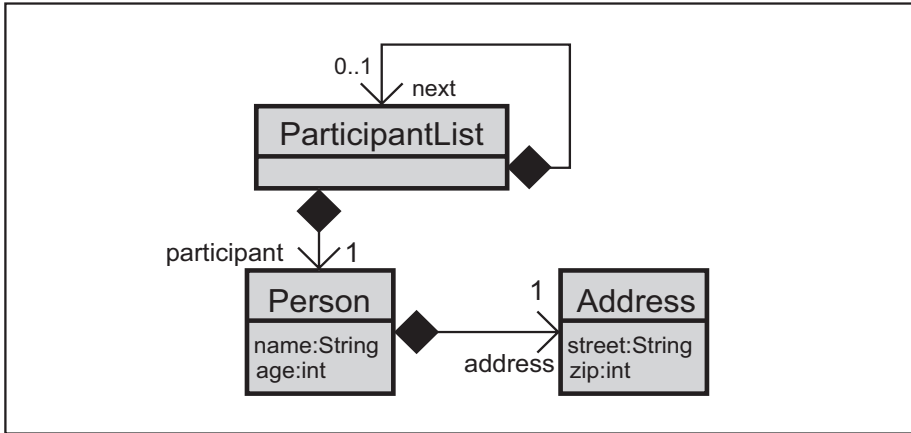 0..1
next
ParticipantList
participant
1
Person
name:String
age:int
1
address
Address
street:String
zip:int